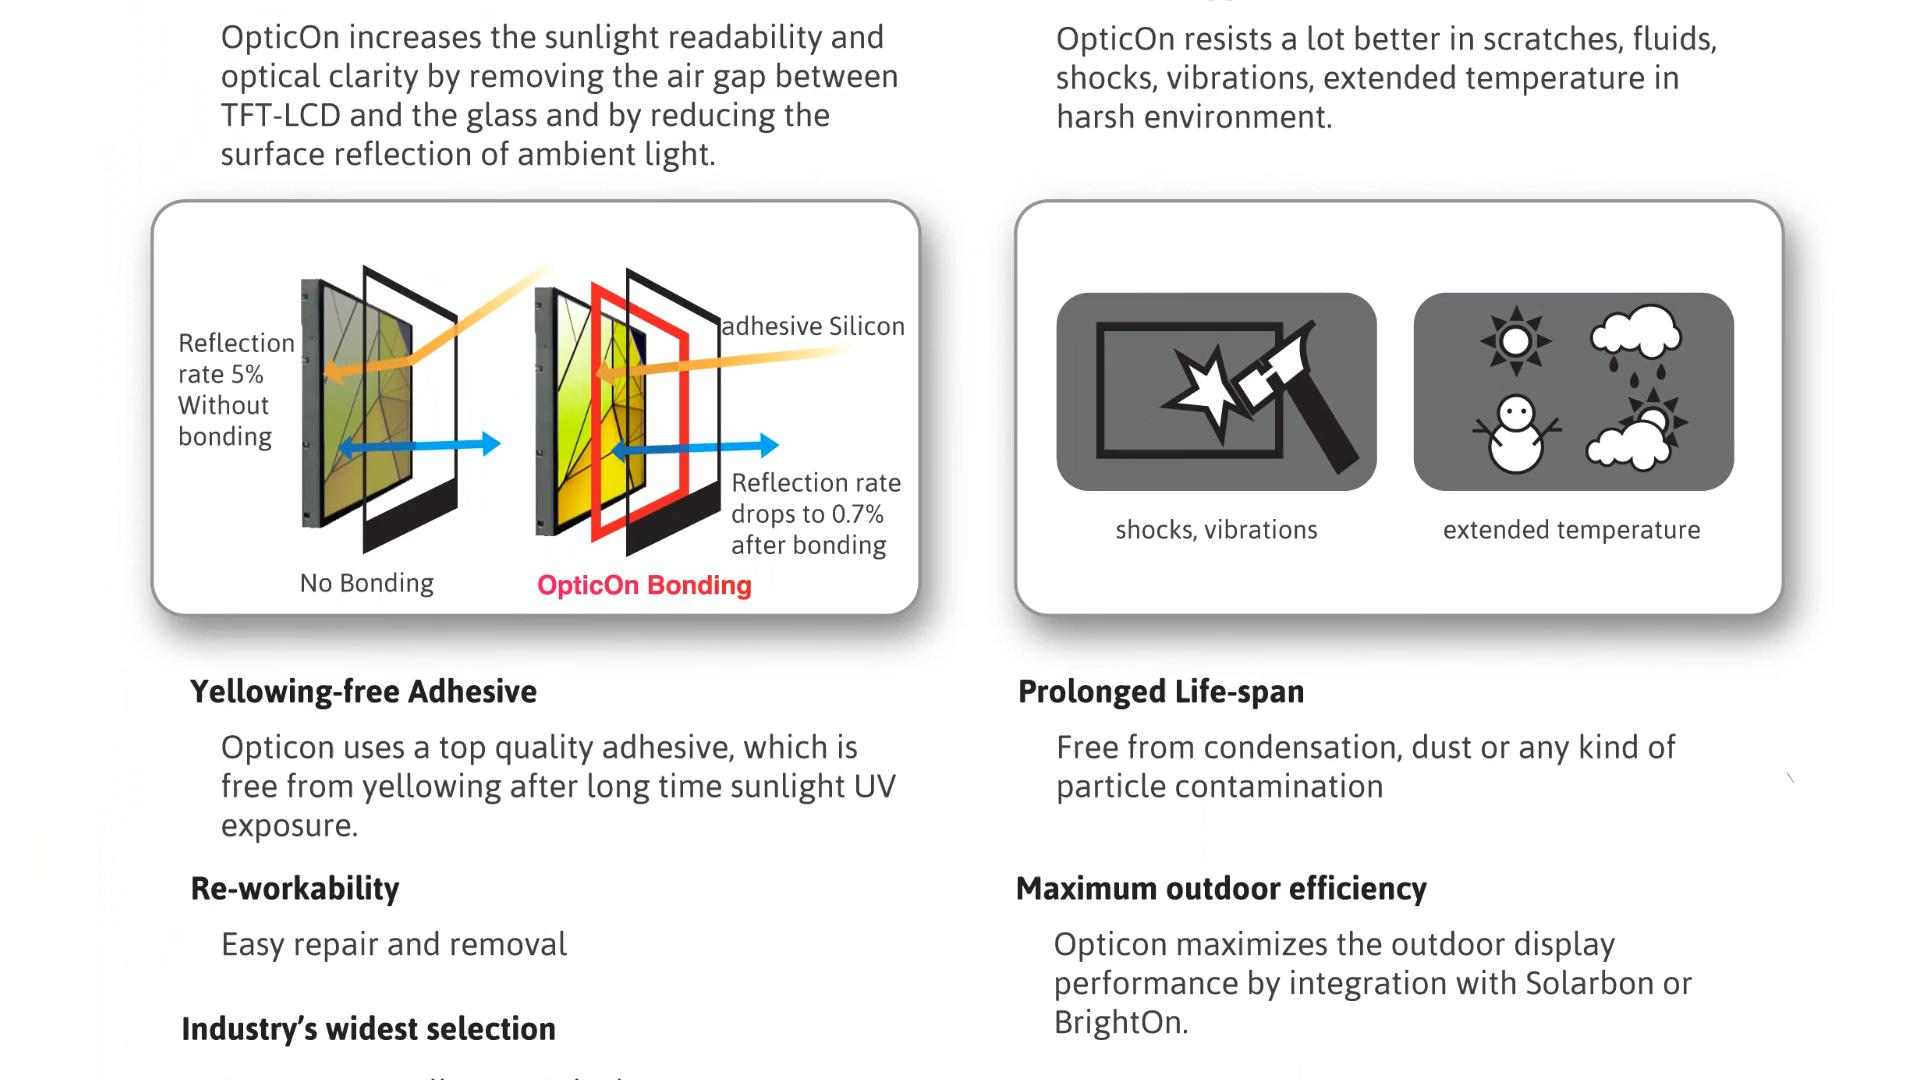 OpticOn increases the sunlight readability and
optical clarity by removing the air gap between
TFT-LCD and the glass and by reducing the
surface reflection of ambient light.
OpticOn resists a lot better in scratches, fluids,
shocks, vibrations, extended temperature in
harsh environment.
Reflection
rate 5%
Without
bonding
No Bonding
adhesive Silicon
Reflection rate
drops to 0.7%
after bonding
OpticOn Bonding
shocks, vibrations
extended temperature
Yellowing-free Adhesive
Opticon uses a top quality adhesive, which is
free from yellowing after long time sunlight UV
exposure.
Prolonged Life-span
Free from condensation, dust or any kind of
particle contamination
Re-workability
Easy repair and removal
Maximum outdoor efficiency
Opticon maximizes the outdoor display
performance by integration with Solarbon or
BrightOn.
Industry's widest selection